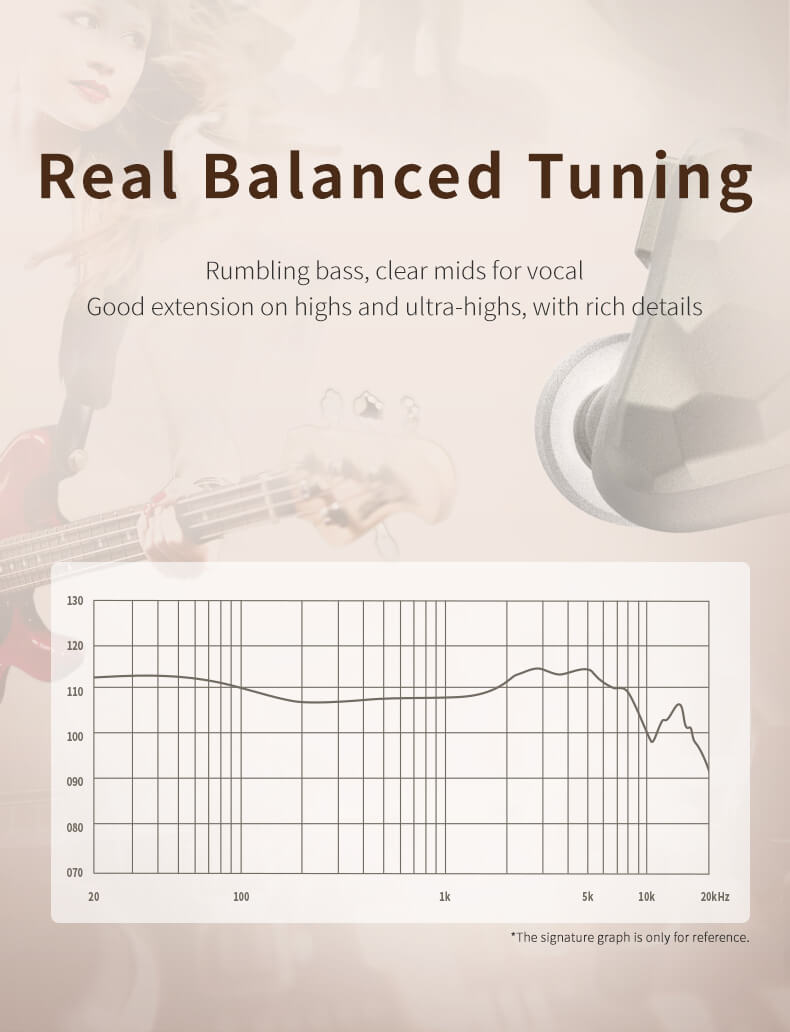 Real Balanced Tuning
Rumbling bass, clear mids for vocal
Good extension on highs and ultra-highs, with rich details
130
120
110
100
090
080
070
20 100 1k 5k 10k 20kHz
*The signature graph is only for reference.